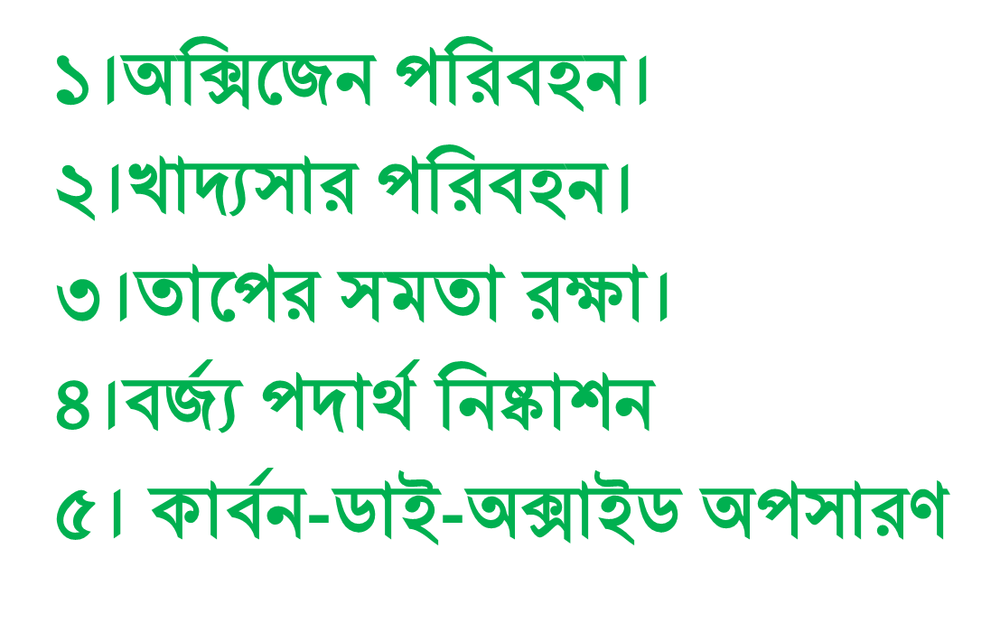 ১।অক্সিজেন পরিবহন।
২।খাদ্যসার পরিবহন।
৩।তাপের সমতা রক্ষা।
৪।বর্জ্য পদার্থ নিষ্কাশন
৫। কার্বন-ডাই-অক্সাইড অপসারণ